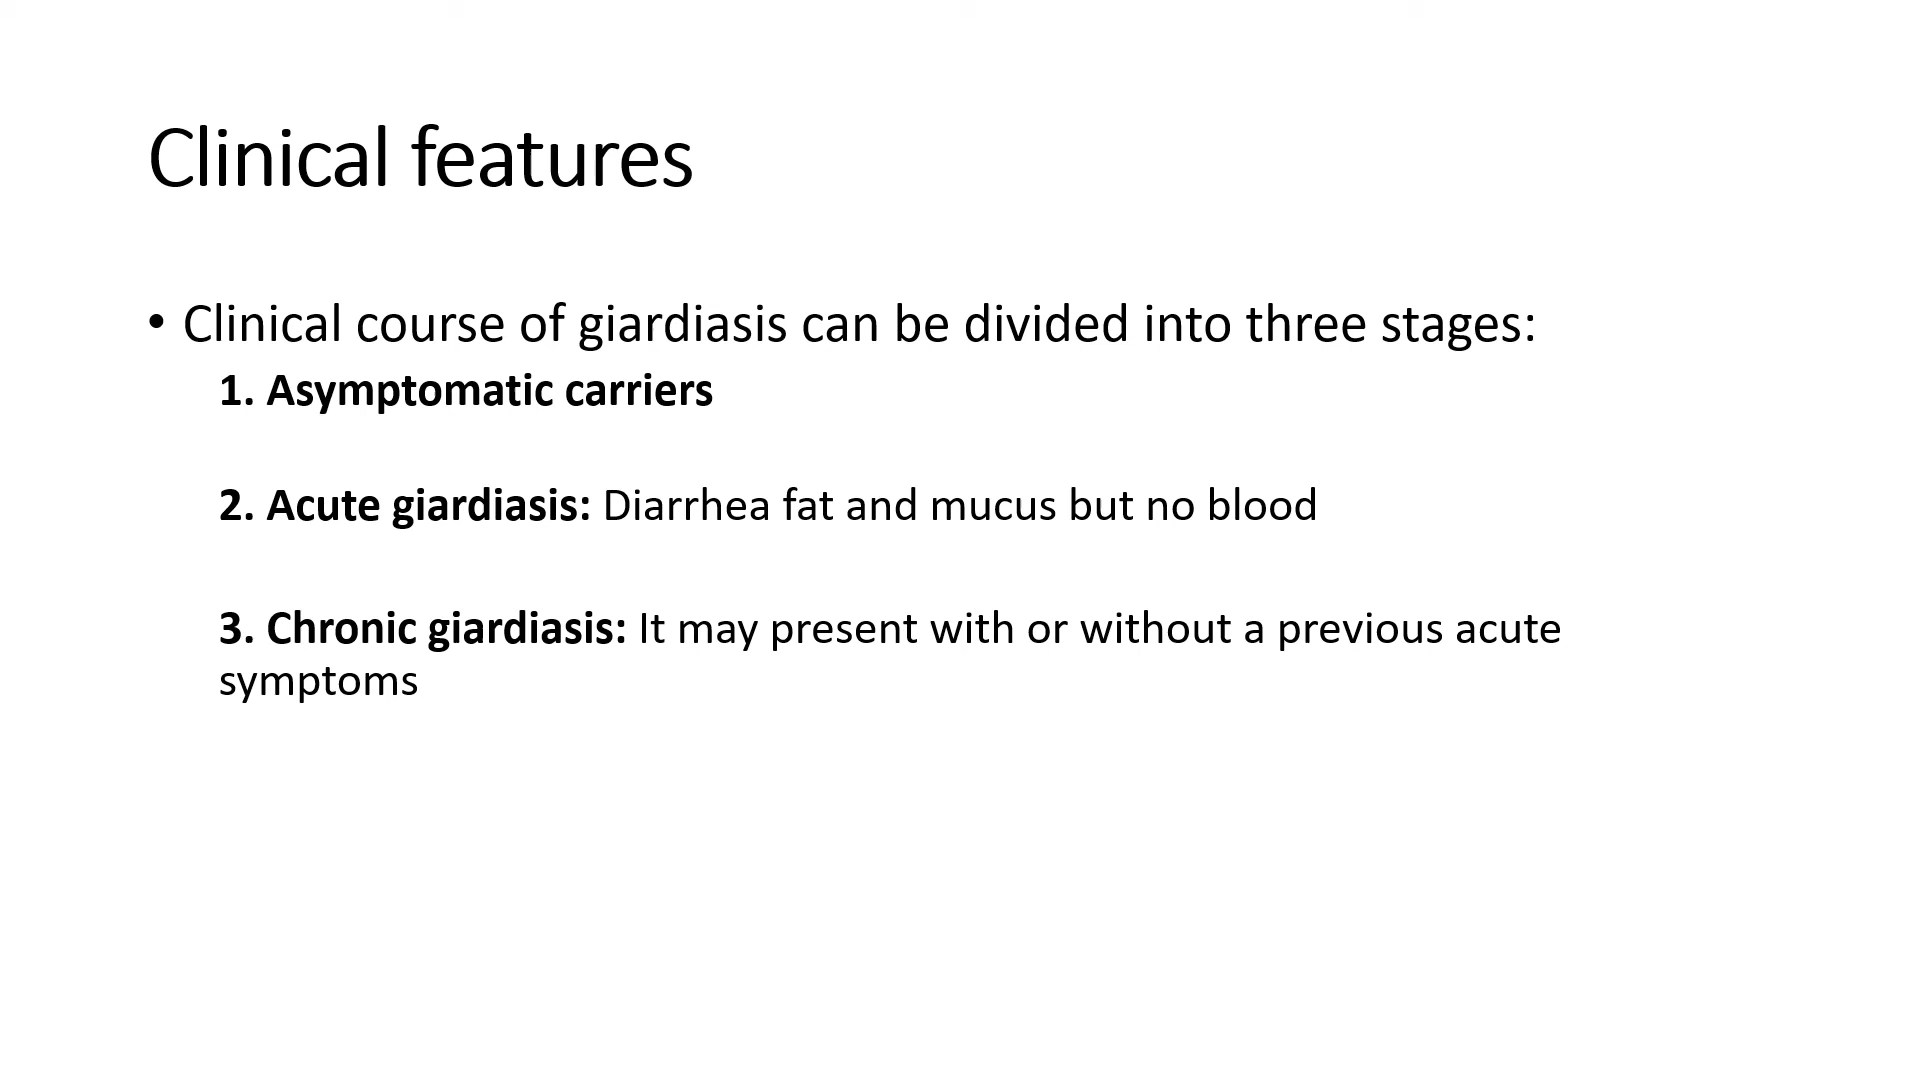 Clinical features
• Clinical course of giardiasis can be divided into three stages:
1. Asymptomatic carriers
2. Acute giardiasis: Diarrhea fat and mucus but no blood
3. Chronic giardiasis: It may present with or without a previous acute
symptoms